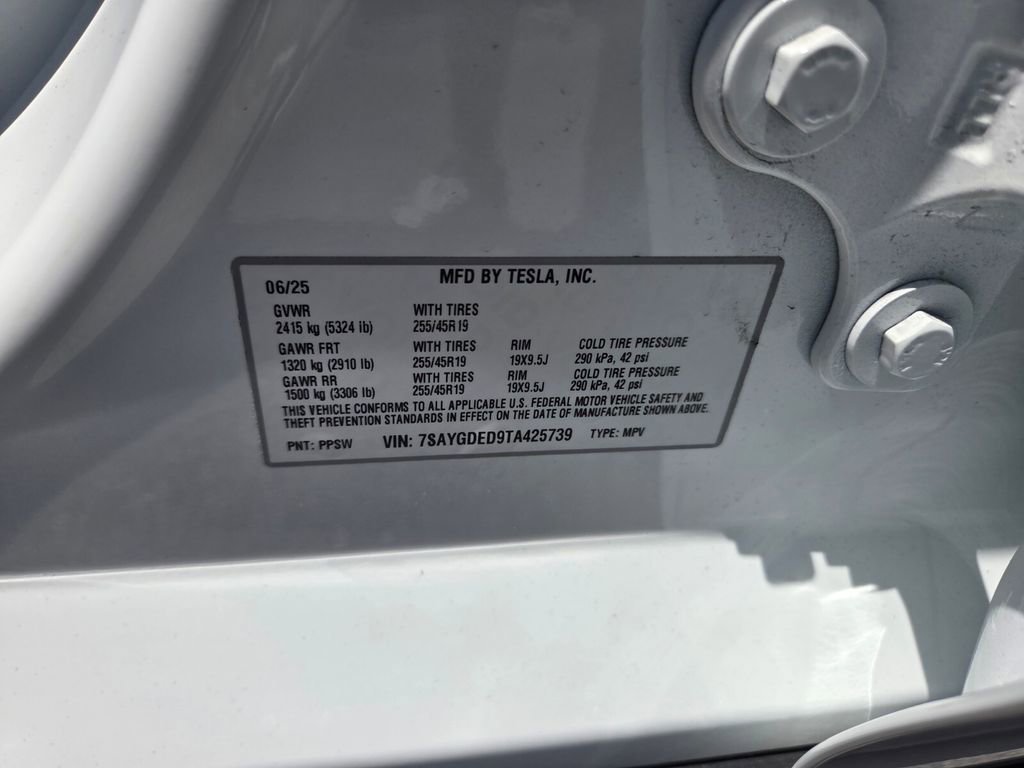 MFD BY TESLA, INC.
06/25
GVWR WITH TIRES
2415 kg (5324 lb) 255/45R19
GAWR FRT WITH TIRES RIM COLD TIRE PRESSURE
1320 kg (2910 lb) 255/45R19 19X9.5J 290 kPa, 42 psi
GAWR RR WITH TIRES RIM COLD TIRE PRESSURE
1500 kg (3306 lb) 255/45R19 19X9.5J 290 kPa, 42 psi
THIS VEHICLE CONFORMS TO ALL APPLICABLE U.S. FEDERAL MOTOR VEHICLE SAFETY AND
THEFT PREVENTION STANDARDS IN EFFECT ON THE DATE OF MANUFACTURE SHOWN ABOVE.
PNT: PPSW VIN: 7SAYGDED9TA425739 TYPE: MPV